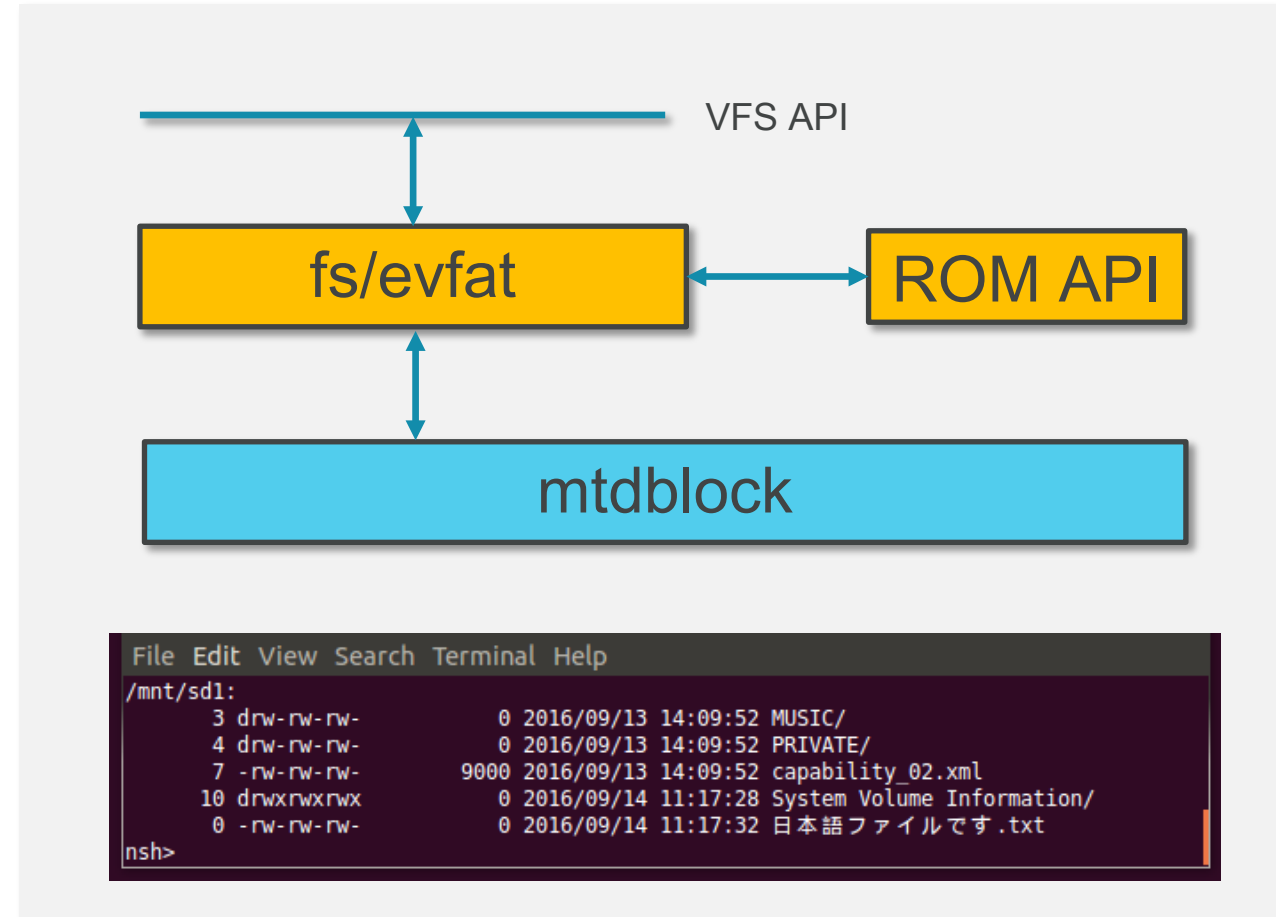 VFS API
fs/evfat
ROM API
mtdblock
File Edit View Search Terminal Help
/mnt/sd1:
3 drw-rw-rw- 0 2016/09/13 14:09:52 MUSIC/
4 drw-rw-rw- 0 2016/09/13 14:09:52 PRIVATE/
7 -rw-rw-rw- 9000 2016/09/13 14:09:52 capability_02.xml
10 drwxrwxrwx 0 2016/09/14 11:17:28 System Volume Information/
0 -rw-rw-rw- 0 2016/09/14 11:17:32 日本語ファイルです.txt
nsh>